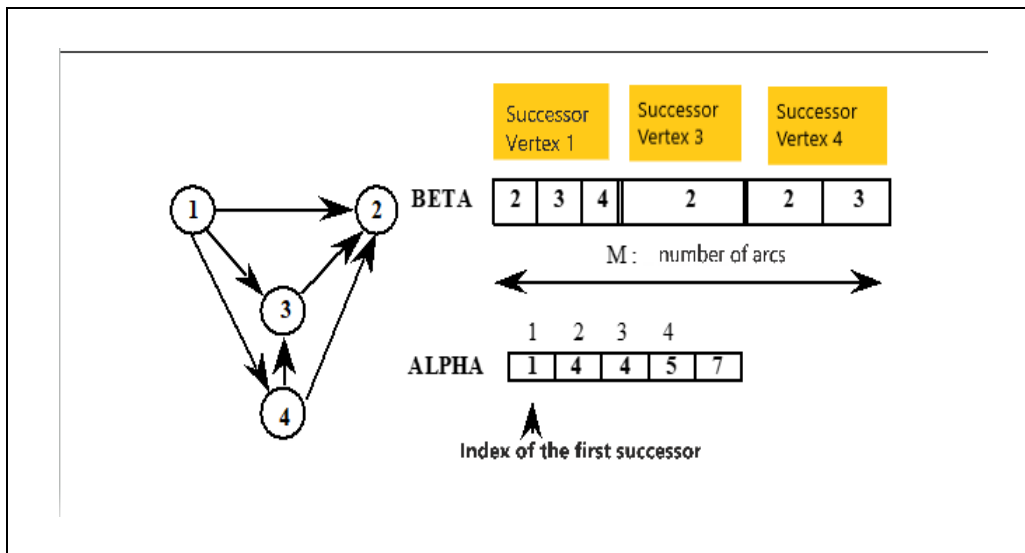 Successor
Vertex 1
Successor
Vertex 3
Successor
Vertex 4
1
2
3
4
BETA 2 3 4 2 2 3
M : number of arcs
1 2 3 4
ALPHA 1 4 4 5 7
Index of the first successor